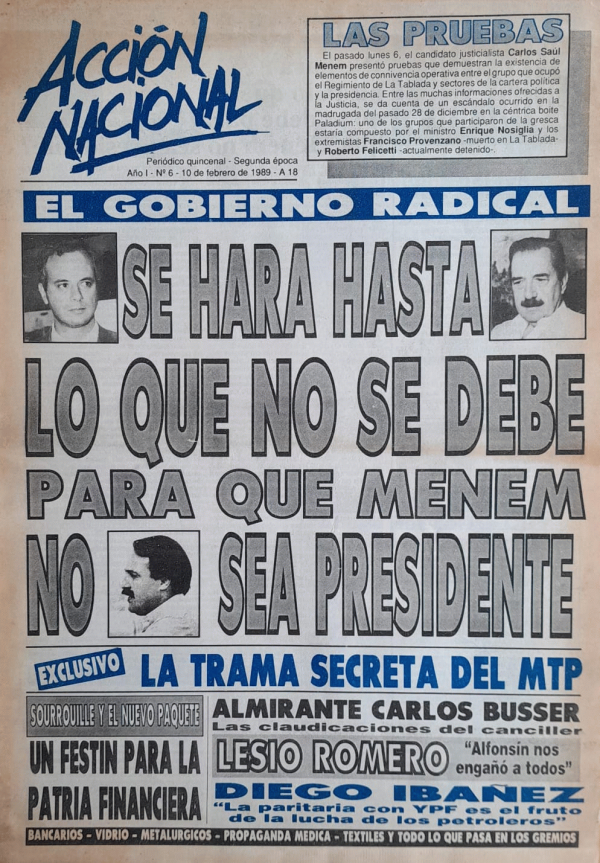 ACCIÓN
NACIONAL
Periódico quincenal - Segunda época
Año I - Nº 6 - 10 de febrero de 1989 - A 18
LAS PRUEBAS
El pasado lunes 6, el candidato justicialista Carlos Saúl
Menem presentó pruebas que demuestran la existencia de
elementos de connivencia operativa entre el grupo que ocupó
el Regimiento de La Tablada y sectores de la cartera política
y la presidencia. Entre las muchas informaciones ofrecidas a
la Justicia, se da cuenta de un escándalo ocurrido en la
madrugada del pasado 28 de diciembre en la céntrica boite
Paladium: uno de los grupos que participaron de la gresca
estaría compuesto por el ministro Enrique Nosiglia y los
extremistas Francisco Provenzano -muerto en La Tablada-
y Roberto Felicetti -actualmente detenido-.
EL GOBIERNO RADICAL
SE HARA HASTA
LO QUE NO SE DEBE
PARA QUE MENEM
NO SEA PRESIDENTE
EXCLUSIVO LA TRAMA SECRETA DEL MTP
SOURROUILLE Y EL NUEVO PAQUETE
UN FESTIN PARA LA
PATRIA FINANCIERA
ALMIRANTE CARLOS BUSSER
Las claudicaciones del canciller
LESIO ROMERO "Alfonsín nos
engañó a todos"
DIEGO IBAÑEZ
"La paritaria con YPF es el fruto
de la lucha de los petroleros"
BANCARIOS - VIDRIO - METALURGICOS - PROPAGANDA MEDICA - TEXTILES Y TODO LO QUE PASA EN LOS GREMIOS